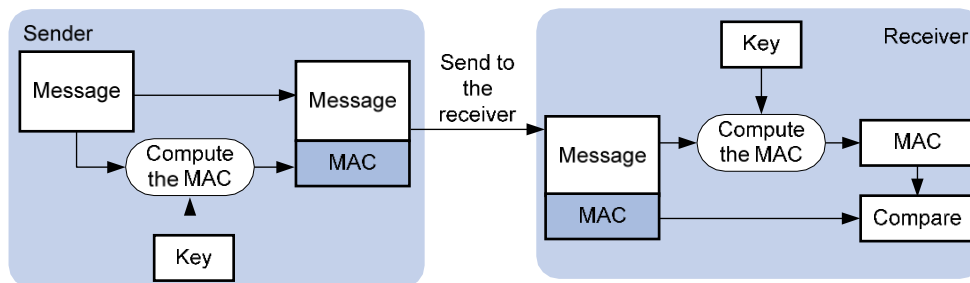 Sender
Message
Compute
the MAC
Key
Message
MAC
Send to
the
receiver
Receiver
Key
Message
MAC
Compute
the MAC
MAC
Compare